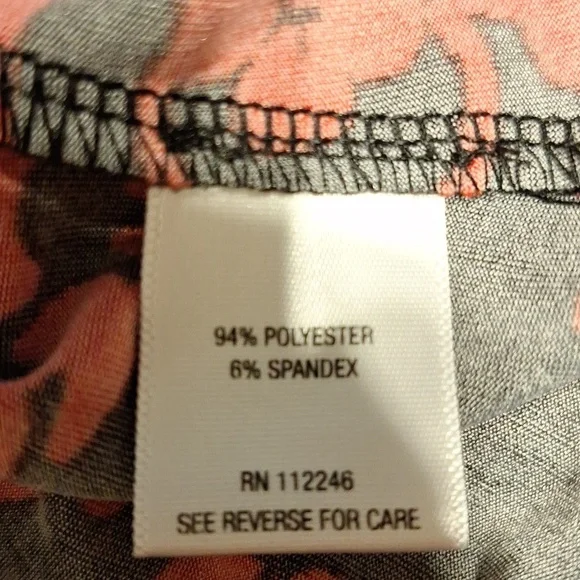 94% POLYESTER
6% SPANDEX
RN 112246
SEE REVERSE FOR CARE